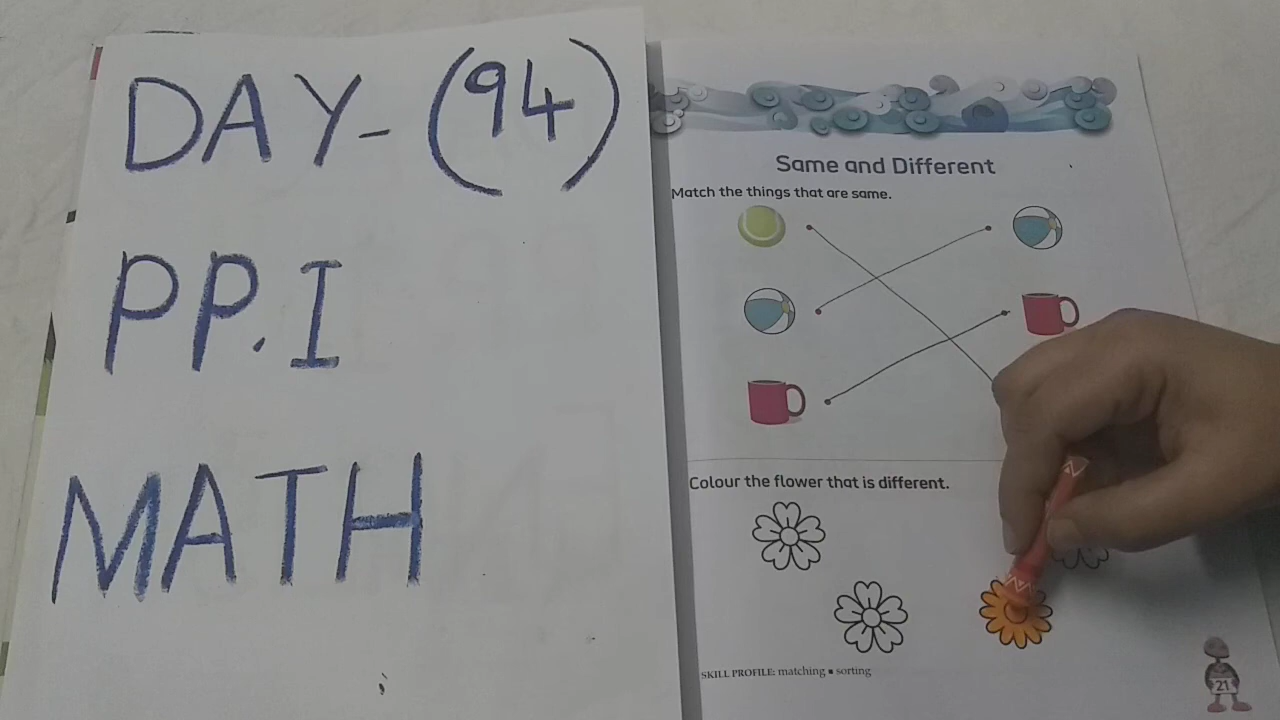 DAY-(94)
PP.I
MATH
Same and Different
Match the things that are same.
Colour the flower that is different.
SKILL PROFILE: matching ▪ sorting
21